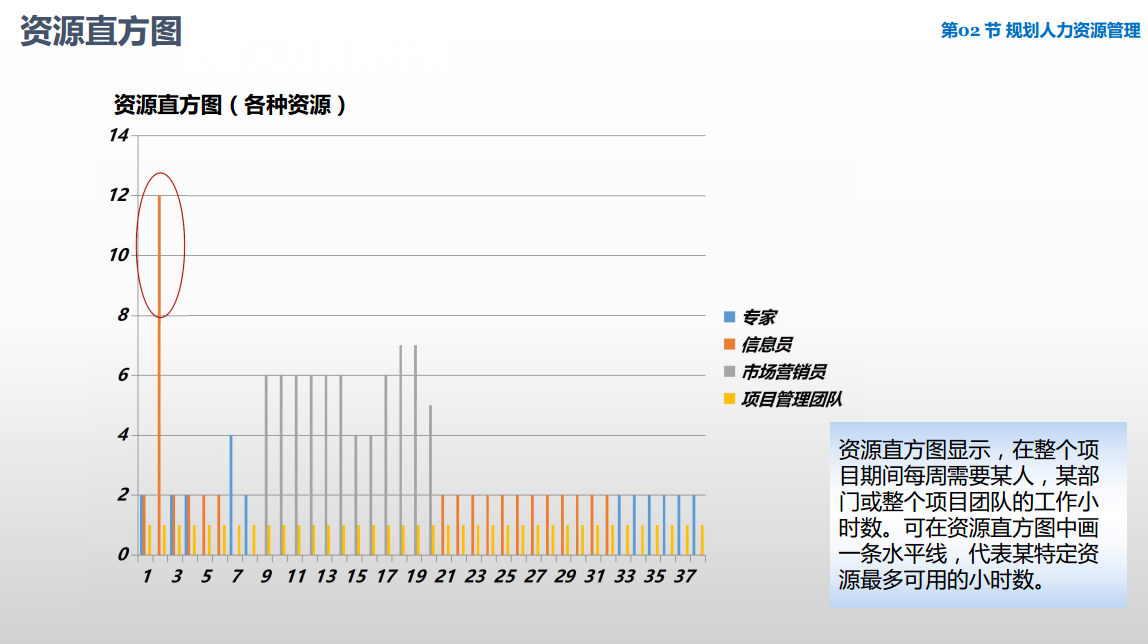 资源直方图
第02 节 规划人力资源管理
资源直方图（各种资源）
14
12
10
8
6
4
2
0
1 3 5 7 9 11 13 15 17 19 21 23 25 27 29 31 33 35 37
专家
信息员
市场营销员
项目管理团队
资源直方图显示，在整个项
目期间每周需要某人，某部
门或整个项目团队的工作小
时数。可在资源直方图中画
一条水平线，代表某特定资
源最多可用的小时数。